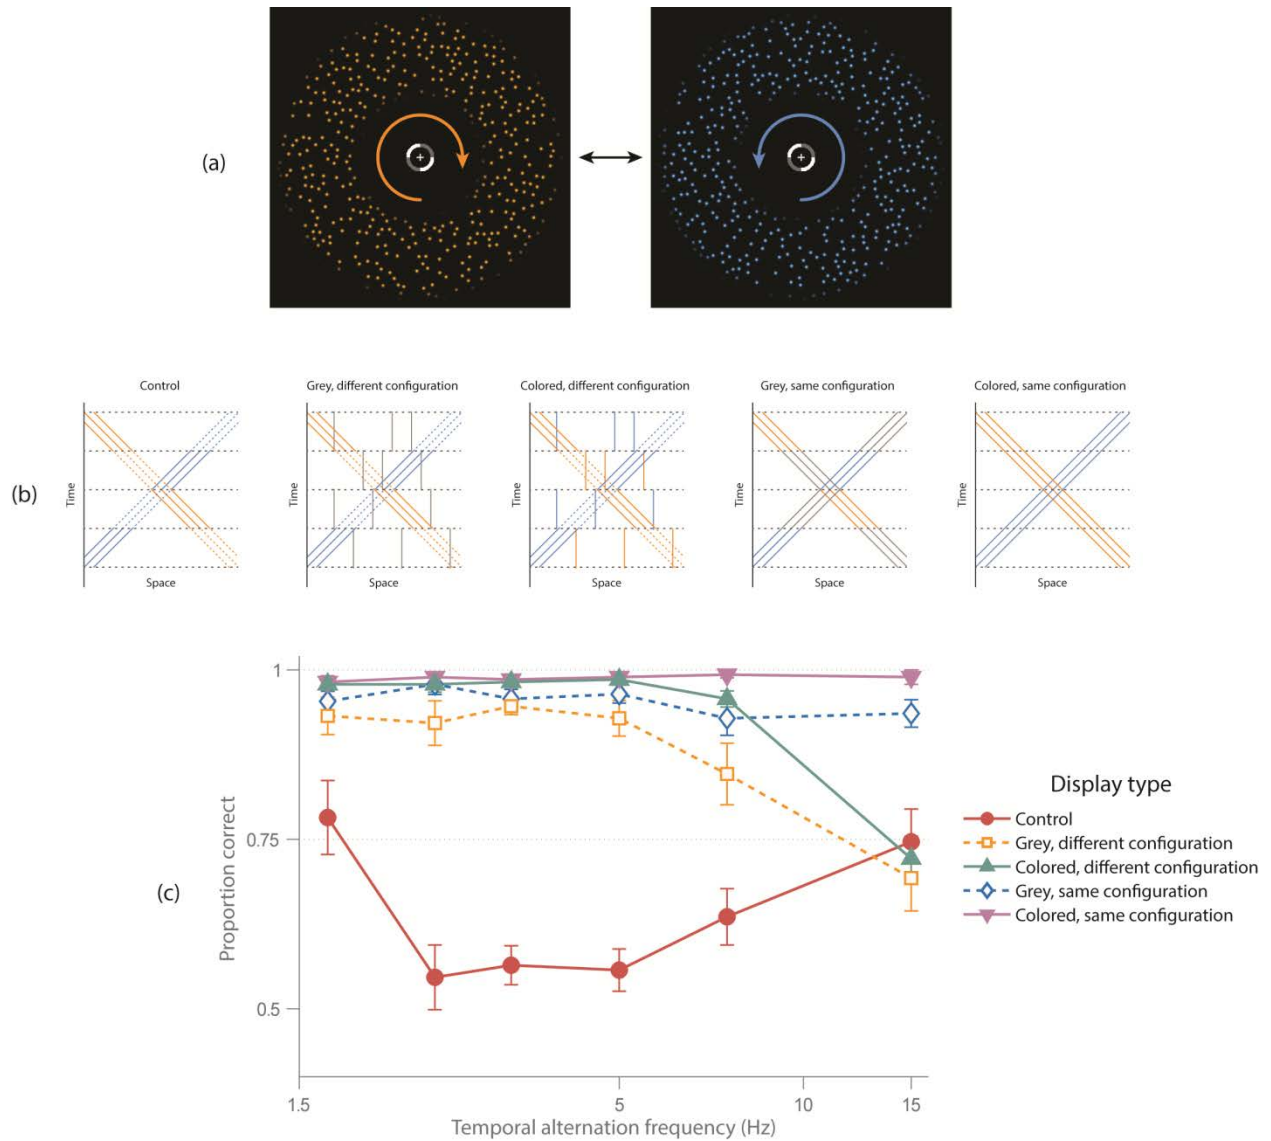 (a)
Control
Grey, different configuration
Colored, different configuration
Grey, same configuration
Colored, same configuration
(b)
Time
Time
Time
Time
Time
Space
Space
Space
Space
Space
1
0.75
0.5
Proportion correct
(c)
1.5
5
10
15
Temporal alternation frequency (Hz)
Display type
Control
Grey, different configuration
Colored, different configuration
Grey, same configuration
Colored, same configuration